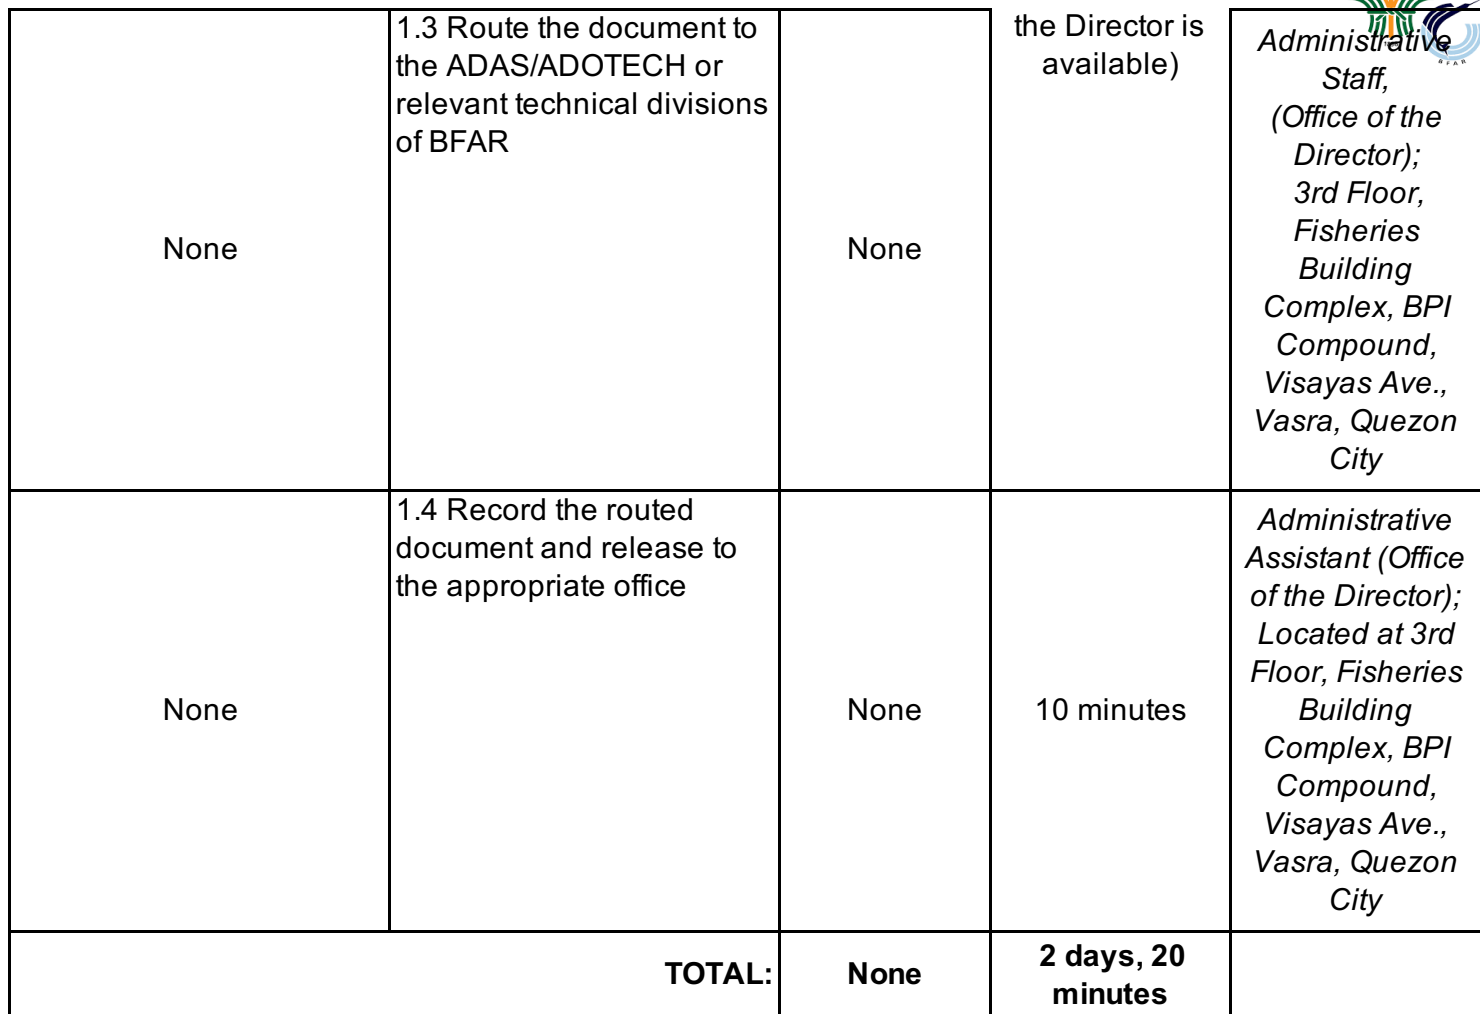 None
1.3 Route the document to
the ADAS/ADOTECH or
relevant technical divisions
of BFAR
None
the Director is
available)
Administrative
Staff,
(Office of the
Director);
3rd Floor,
Fisheries
Building
Complex, BPI
Compound,
Visayas Ave.,
Vasra, Quezon
City
None
1.4 Record the routed
document and release to
the appropriate office
None
10 minutes
Administrative
Assistant (Office
of the Director);
Located at 3rd
Floor, Fisheries
Building
Complex, BPI
Compound,
Visayas Ave.,
Vasra, Quezon
City
TOTAL:
None
2 days, 20
minutes
BFAR